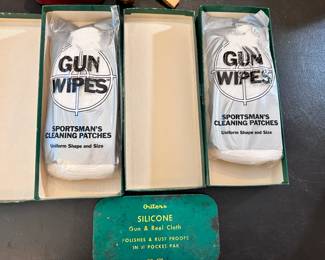 GUN
WIPES
SPORTSMAN'S
CLEANING PATCHES
Uniform Shape and Size
GUN
WIPES
SPORTSMAN'S
CLEANING PATCHES
Uniform Shape and Size
SILICONE
Gun & Reel Cloth
POLISHES & RUST PROOFS
POCKET PAK